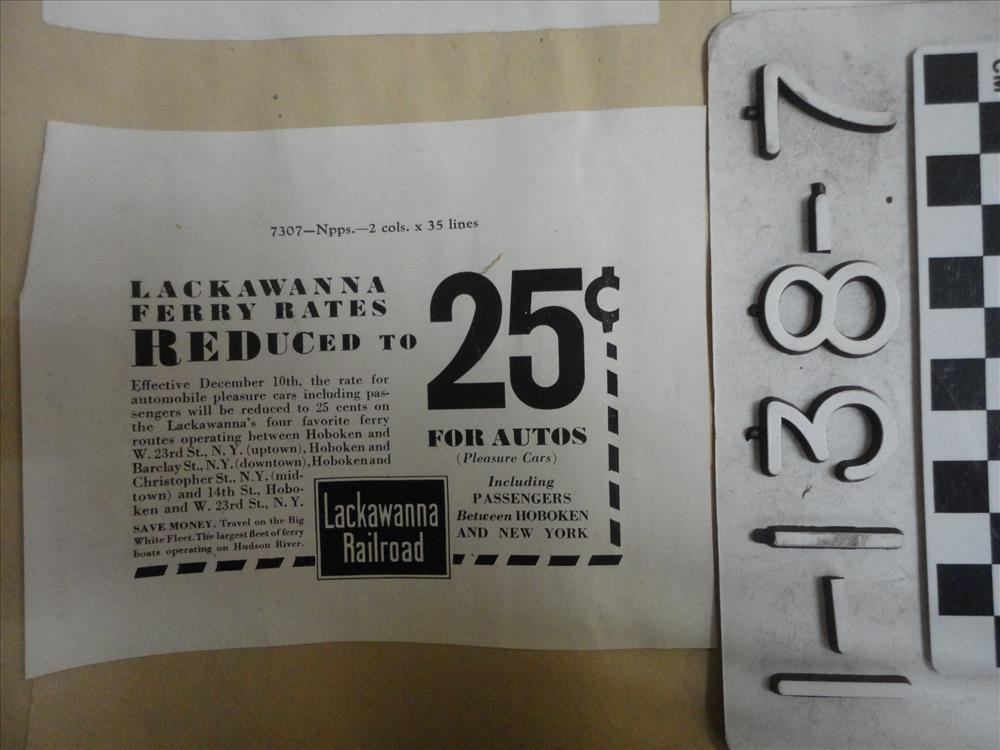 7307—Npps.—2 cols. x 35 lines
LACKAWANNA
FERRY RATES
REDUCED TO
25¢
Effective December 10th, the rate for
automobile pleasure cars including pas-
sengers will be reduced to 25 cents on
the Lackawanna's four favorite ferry
routes operating between Hoboken and
W. 23rd St., N. Y. (uptown), Hoboken and
Barclay St., N.Y. (downtown), Hoboken and
Christopher St., N.Y. (mid-
town) and 14th St., Hobo-
ken and W. 23rd St., N. Y.
SAVE MONEY. Travel on the Big
White Fleet. The largest fleet of ferry
boats operating on Hudson River.
Lackawanna
Railroad
FOR AUTOS
(Pleasure Cars)
Including
PASSENGERS
Between HOBOKEN
AND NEW YORK
1-138-7
CM